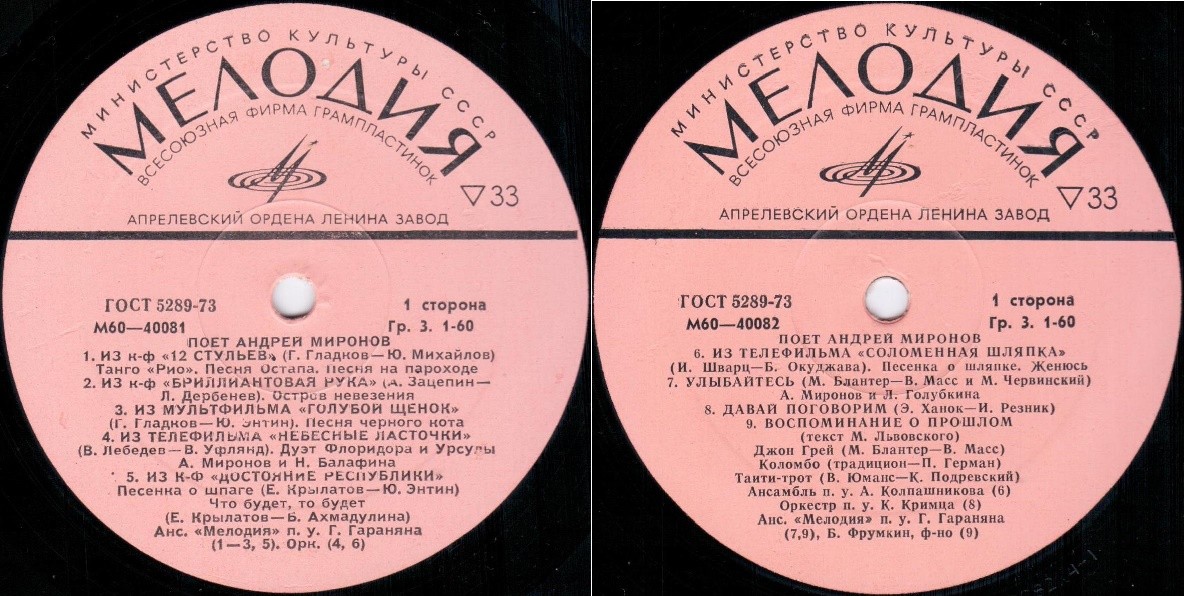 МИНИСТЕРСТВО КУЛЬТУРЫ СССР
МЕЛОДИЯ
ВСЕСОЮЗНАЯ ФИРМА ГРАМПЛАСТИНОК
▽33
АПРЕЛЕВСКИЙ ОРДЕНА ЛЕНИНА ЗАВОД
ГОСТ 5289-73
1 сторона
М60—40081
Гр. 3. 1-60
ПОЕТ АНДРЕЙ МИРОНОВ
1. ИЗ к-ф «12 СТУЛЬЕВ» (Г. Гладков—Ю. Михайлов)
Танго «Рио». Песня Остапа. Песня на пароходе
2. ИЗ к-ф «БРИЛЛИАНТОВАЯ РУКА» (А. Зацепин—
Л. Дербенев). Остров невезения
3. ИЗ МУЛЬТФИЛЬМА «ГОЛУБОЙ ЩЕНОК»
(Г. Гладков—Ю. Энтин). Песня черного кота
4. ИЗ ТЕЛЕФИЛЬМА «НЕБЕСНЫЕ ЛАСТОЧКИ»
(В. Лебедев—В. Уфлянд). Дуэт Флоридора и Урсулы
А. Миронов и Н. Балафина
5. ИЗ К-Ф «ДОСТОЯНИЕ РЕСПУБЛИКИ»
Песенка о шпаге (Е. Крылатов—Ю. Энтин)
Что будет, то будет
(Е. Крылатов—Б. Ахмадулина)
Анс. «Мелодия» п. у. Г. Гараняна
(1—3, 5). Орк. (4, 6)
МИНИСТЕРСТВО КУЛЬТУРЫ СССР
МЕЛОДИЯ
ВСЕСОЮЗНАЯ ФИРМА ГРАМПЛАСТИНОК
▽33
АПРЕЛЕВСКИЙ ОРДЕНА ЛЕНИНА ЗАВОД
ГОСТ 5289-73
1 сторона
М60—40082
Гр. 3. 1-60
ПОЕТ АНДРЕЙ МИРОНОВ
6. ИЗ ТЕЛЕФИЛЬМА «СОЛОМЕННАЯ ШЛЯПКА»
(И. Шварц—Б. Окуджава). Песенка о шляпке. Женюсь
7. УЛЫБАЙТЕСЬ (М. Блантер—В. Масс и М. Червинский)
А. Миронов и Л. Голубкина
8. ДАВАЙ ПОГОВОРИМ (Э. Ханок—И. Резник)
9. ВОСПОМИНАНИЕ О ПРОШЛОМ
(текст М. Львовского)
Джон Грей (М. Блантер—В. Масс)
Коломбо (традицион—П. Герман)
Таити-трот (В. Юманс—К. Подревский)
Ансамбль п. у. А. Колпашникова (6)
Оркестр п. у. К. Кримца (8)
Анс. «Мелодия» п. у. Г. Гараняна
(7,9), Б. Фрумкин, ф-но (9)